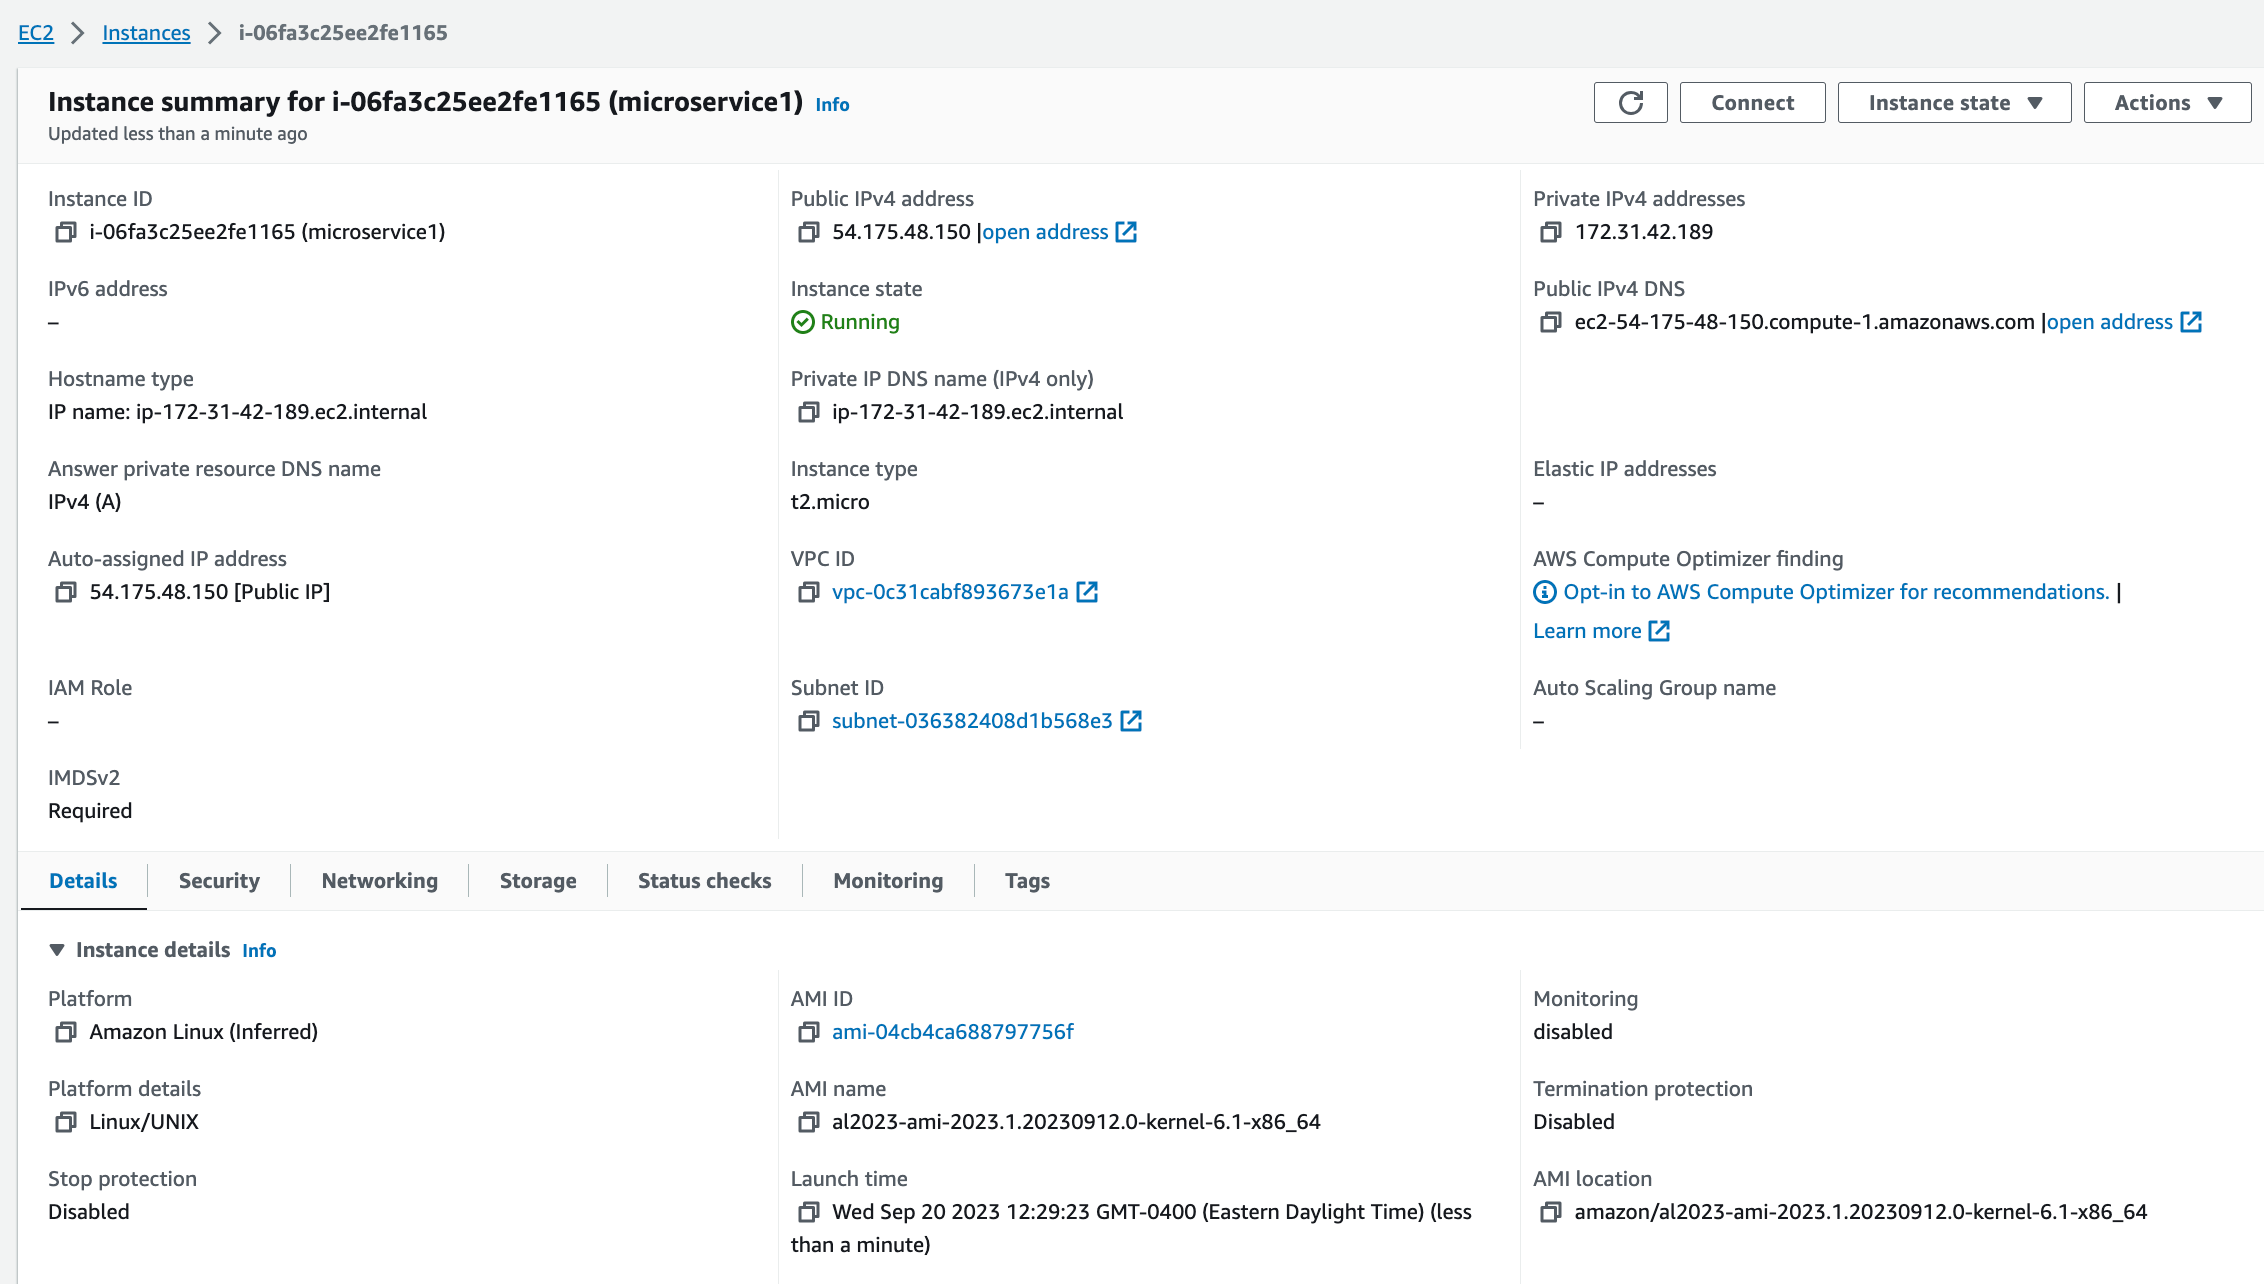 EC2 > Instances > i-06fa3c25ee2fe1165
Instance summary for i-06fa3c25ee2fe1165 (microservice1) Info
Updated less than a minute ago
Connect
Instance state
Actions
Instance ID
i-06fa3c25ee2fe1165 (microservice1)
Public IPv4 address
54.175.48.150 |open address
Private IPv4 addresses
172.31.42.189
IPv6 address
–
Instance state
Running
Public IPv4 DNS
ec2-54-175-48-150.compute-1.amazonaws.com |open address
Hostname type
IP name: ip-172-31-42-189.ec2.internal
Private IP DNS name (IPv4 only)
ip-172-31-42-189.ec2.internal
Answer private resource DNS name
IPv4 (A)
Instance type
t2.micro
Elastic IP addresses
–
Auto-assigned IP address
54.175.48.150 [Public IP]
VPC ID
vpc-0c31cabf893673e1a
AWS Compute Optimizer finding
Opt-in to AWS Compute Optimizer for recommendations. |
Learn more
IAM Role
–
Subnet ID
subnet-036382408d1b568e3
Auto Scaling Group name
–
IMDSv2
Required
Details
Security
Networking
Storage
Status checks
Monitoring
Tags
Instance details Info
Platform
Amazon Linux (Inferred)
AMI ID
ami-04cb4ca688797756f
Monitoring
disabled
Platform details
Linux/UNIX
AMI name
al2023-ami-2023.1.20230912.0-kernel-6.1-x86_64
Termination protection
Disabled
Stop protection
Disabled
Launch time
Wed Sep 20 2023 12:29:23 GMT-0400 (Eastern Daylight Time) (less
than a minute)
AMI location
amazon/al2023-ami-2023.1.20230912.0-kernel-6.1-x86_64